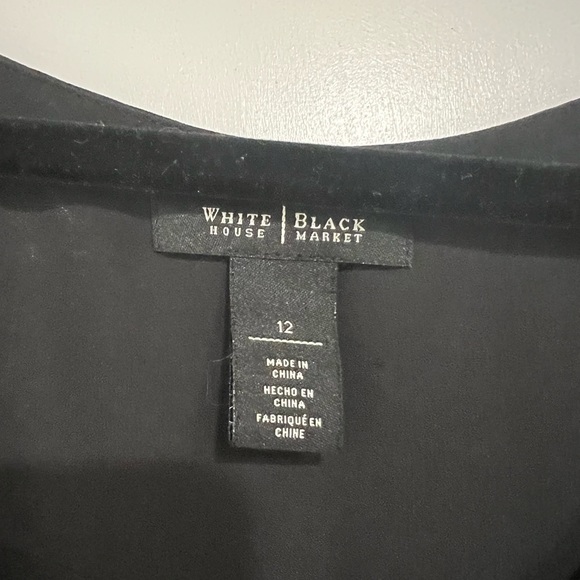 WHITE | BLACK
HOUSE | MARKET
12
MADE IN
CHINA
HECHO EN
CHINA
FABRIQUÉ EN
CHINE